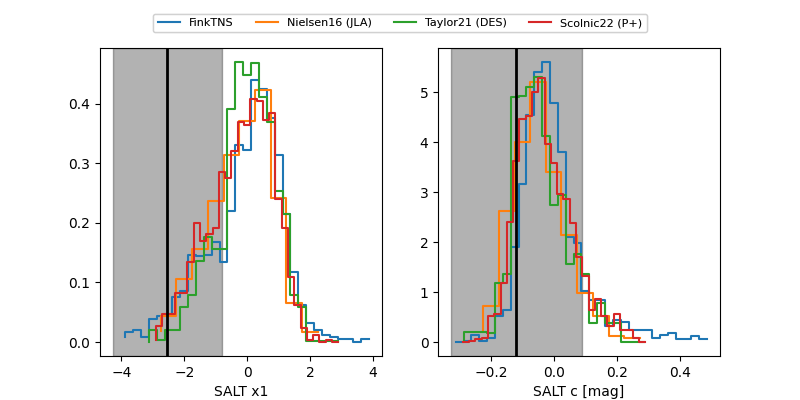 FinkTNS Nielsen16 (JLA) Taylor21 (DES) Scolnic22 (P+)
0.4
0.3
0.2
0.1
0.0
−4 −2 0 2 4
SALT x1
5
4
3
2
1
0
−0.2 0.0 0.2 0.4
SALT c [mag]